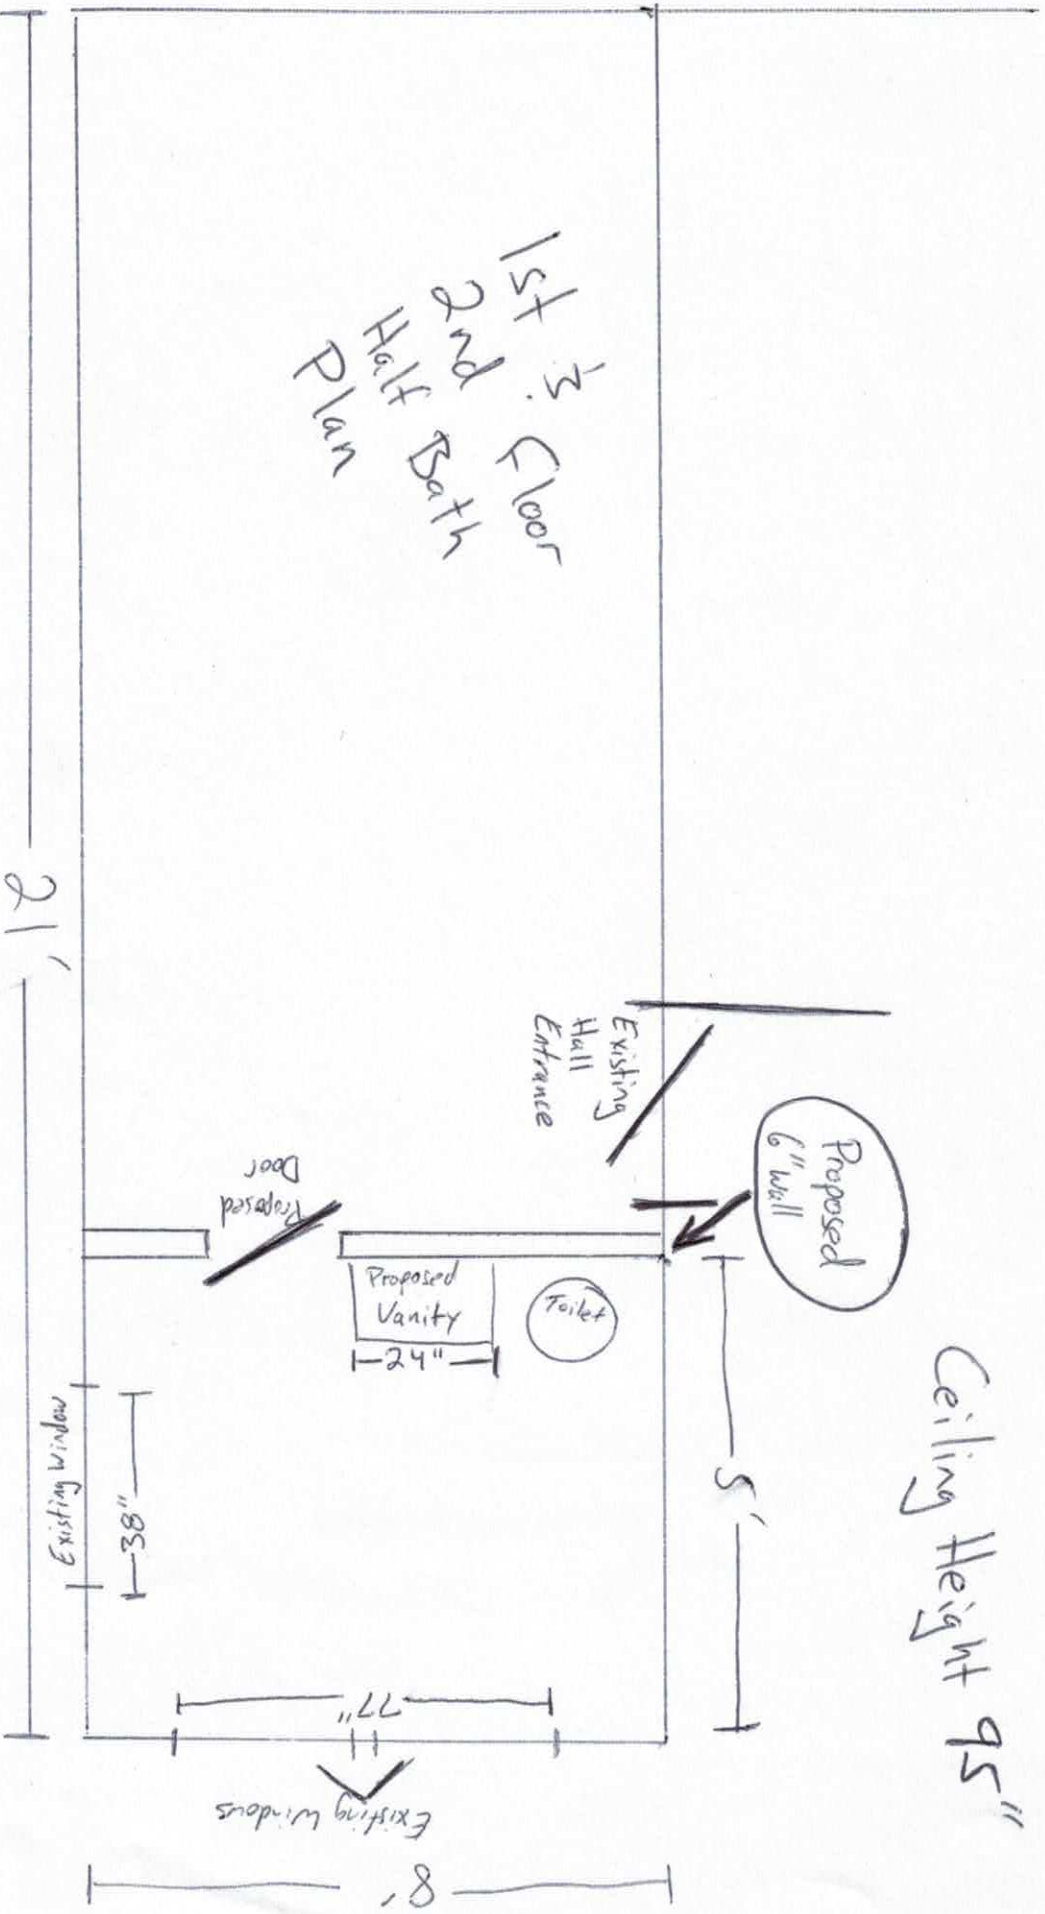 1st &
2nd Floor
Half Bath
Plan
21'
Existing
Hall
Entrance
Proposed
6" wall
Proposed
Door
Proposed
Vanity
24"
Toilet
5'
Ceiling Height 95"
Existing Window
38"
77"
Existing Windows
8'